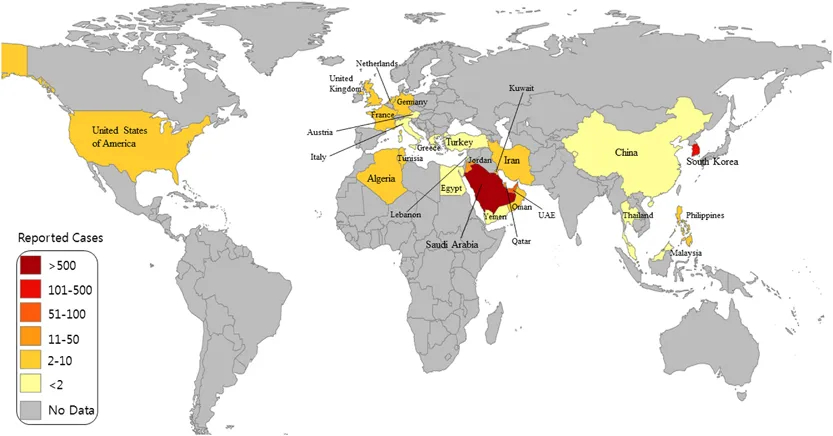 Netherlands
United
Kingdom
Kuwait
Germany
France
United States
of America
Austria
Italy
Greece
Turkey
China
South Korea
Tunisia
Jordan
Iran
Algeria
Egypt
Lebanon
Yemen
Oman
UAE
Thailand
Philippines
Qatar
Saudi Arabia
Malaysia
Reported Cases
>500
101-500
51-100
11-50
2-10
<2
No Data